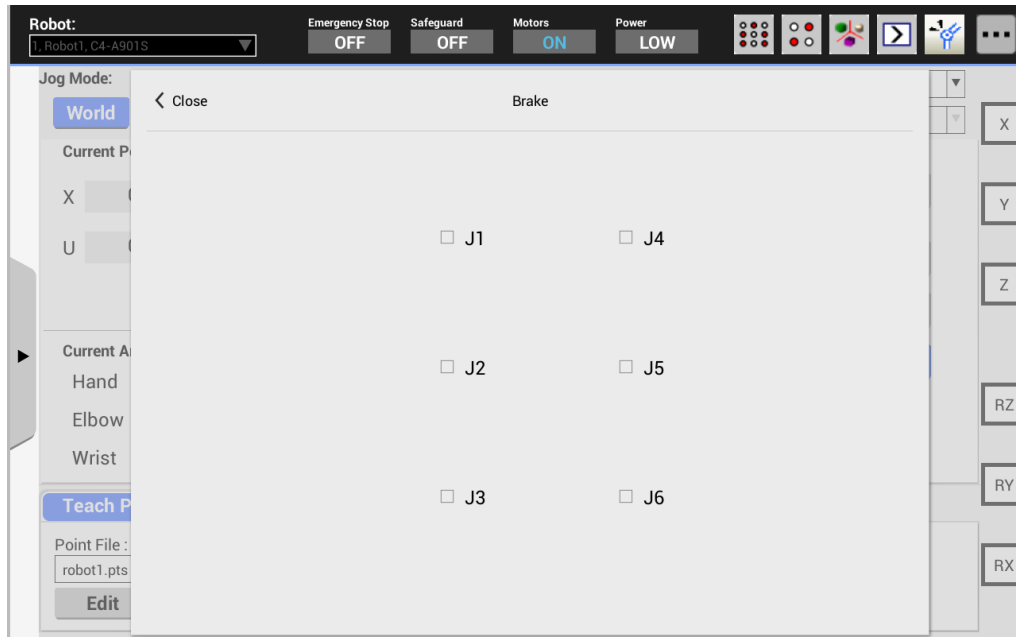 Robot:
1, Robot1, C4-A901S
Emergency Stop
OFF
Safeguard
OFF
Motors
ON
Power
LOW
Jog Mode:
World
Close
Brake
Current P
X
U
J1
J4
J2
J5
J3
J6
Current A
Hand
Elbow
Wrist
Teach P
Point File :
robot1.pts
Edit
X
Y
Z
RZ
RY
RX